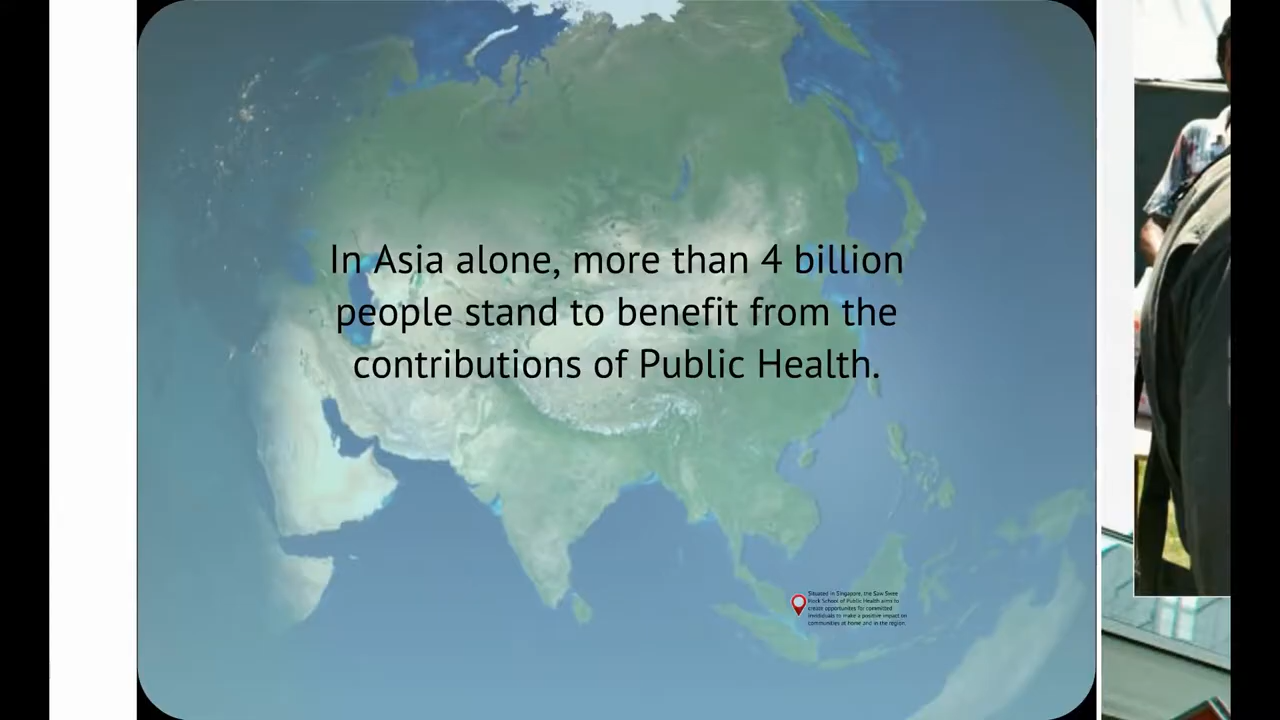 In Asia alone, more than 4 billion
people stand to benefit from the
contributions of Public Health.
Situated in Singapore, the Saw Swee
Hock School of Public Health aims to
create opportunites for committed
invididuals to make a positive impact on
communities at home and in the region.